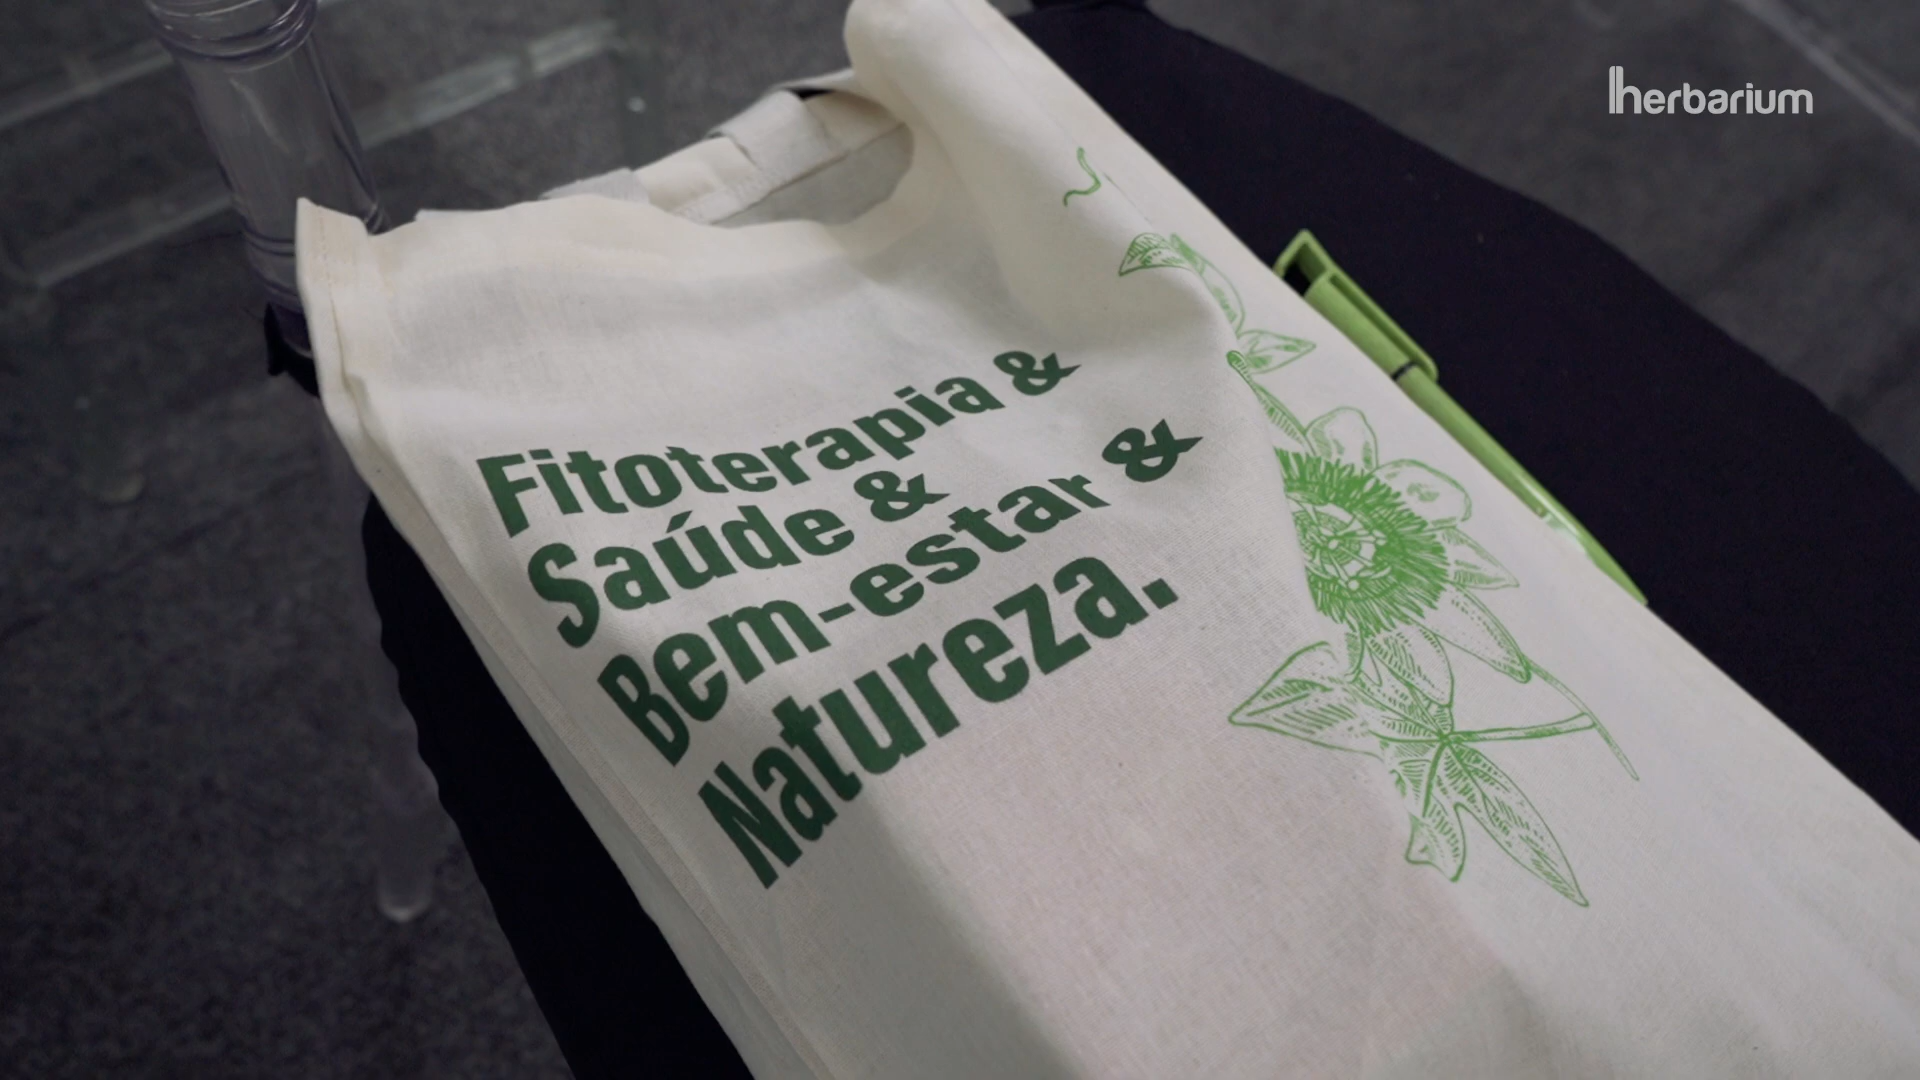 herbarium
Fitoterapia &
Saúde &
Bem-estar &
Natureza.